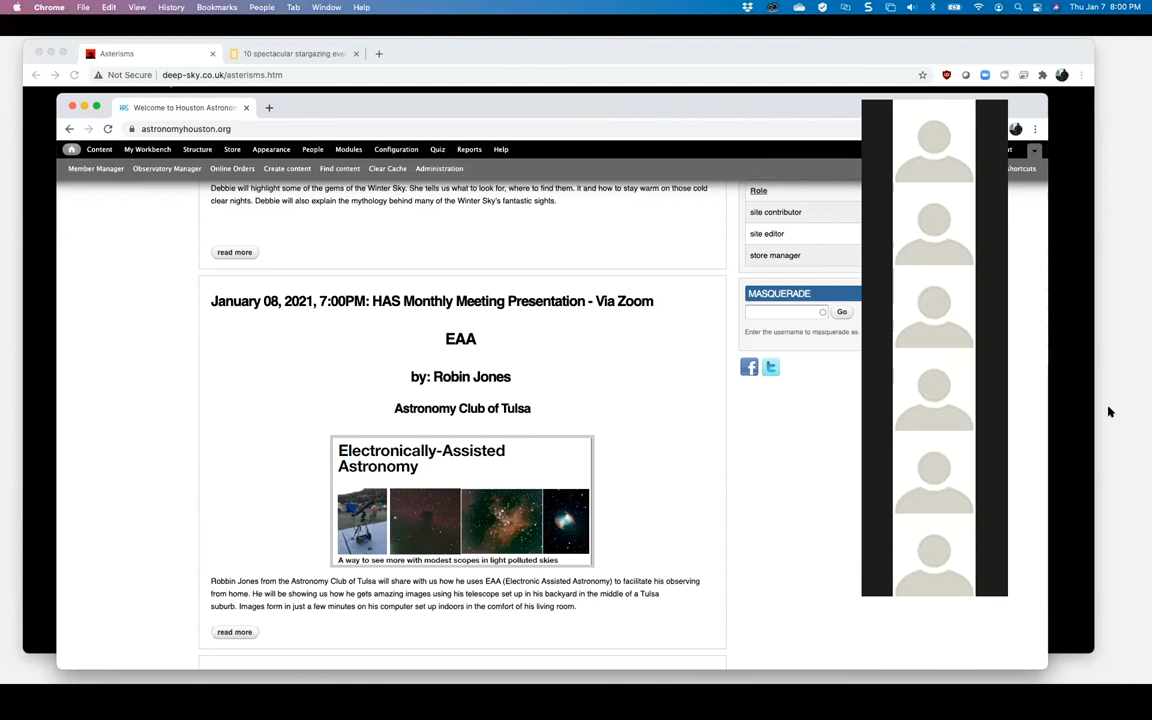 Chrome File Edit View History Bookmarks People Tab Window Help Thu Jan 7 8:00 PM
Asterisms 10 spectacular stargazing eve
Not Secure deep-sky.co.uk/asterisms.htm
Welcome to Houston Astronom
astronomyhouston.org
Content My Workbench Structure Store Appearance People Modules Configuration Quiz Reports Help
Member Manager Observatory Manager Online Orders Create content Find content Clear Cache Administration shortcuts
Debbie will highlight some of the gems of the Winter Sky. She tells us what to look for, where to find them. it and how to stay warm on those cold
clear nights. Debbie will also explain the mythology behind many of the Winter Sky's fantastic sights.
read more
January 08, 2021, 7:00PM: HAS Monthly Meeting Presentation - Via Zoom
EAA
by: Robin Jones
Astronomy Club of Tulsa
Electronically-Assisted
Astronomy
A way to see more with modest scopes in light polluted skies
Robbin Jones from the Astronomy Club of Tulsa will share with us how he uses EAA (Electronic Assisted Astronomy) to facilitate his observing
from home. He will be showing us how he gets amazing images using his telescope set up in his backyard in the middle of a Tulsa
suburb. Images form in just a few minutes on his computer set up indoors in the comfort of his living room.
read more
Role
site contributor
site editor
store manager
MASQUERADE
Go
Enter the username to masquerade as.